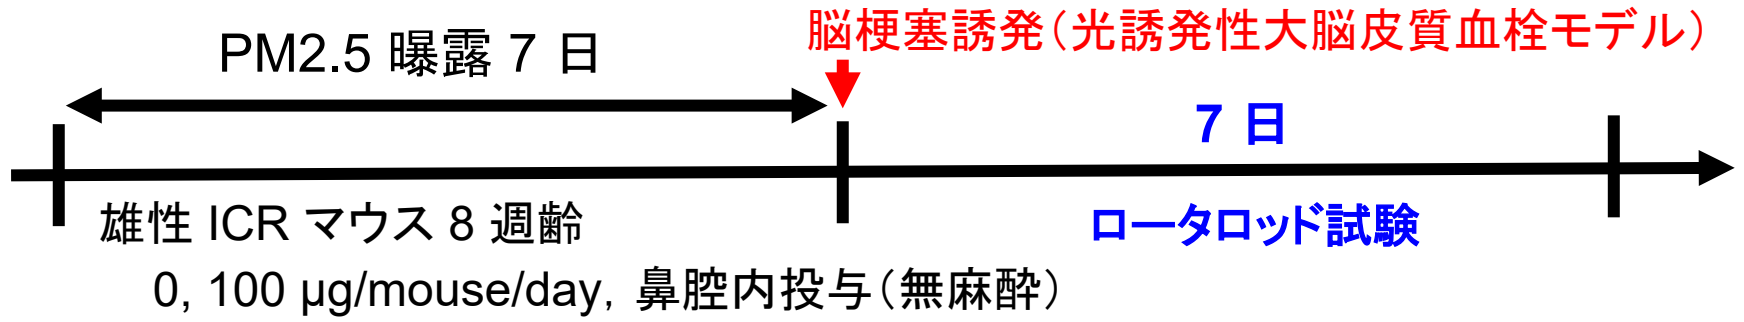 脳梗塞誘発（光誘発性大脳皮質血栓モデル）
PM2.5 曝露 7 日
7 日
雄性 ICR マウス 8 週齢
ロータロッド試験
0, 100 μg/mouse/day, 鼻腔内投与（無麻酔）